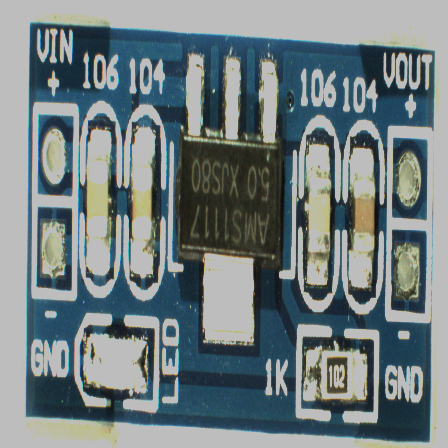 VIN
+
106 104
106 104
VOUT
+
AMS1117
5.0 XJS80
-
GND
LED
1K
102
-
GND